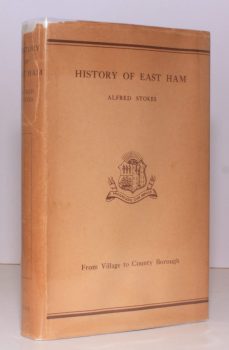 HISTORY OF EAST HAM
ALFRED STOKES
From Village to County Borough